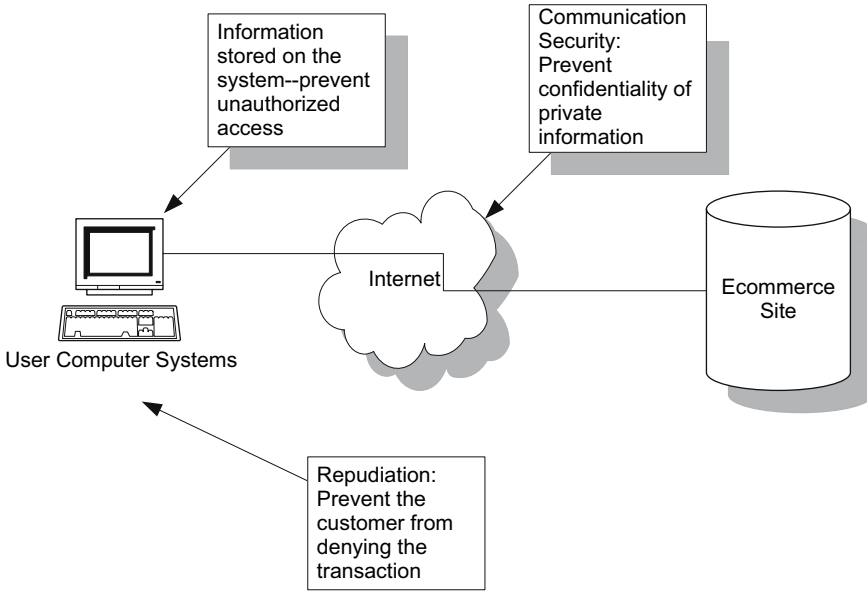 Information
stored on the
system--prevent
unauthorized
access
Communication
Security:
Prevent
confidentiality of
private
information
Internet
Ecommerce
Site
User Computer Systems
Repudiation:
Prevent the
customer from
denying the
transaction